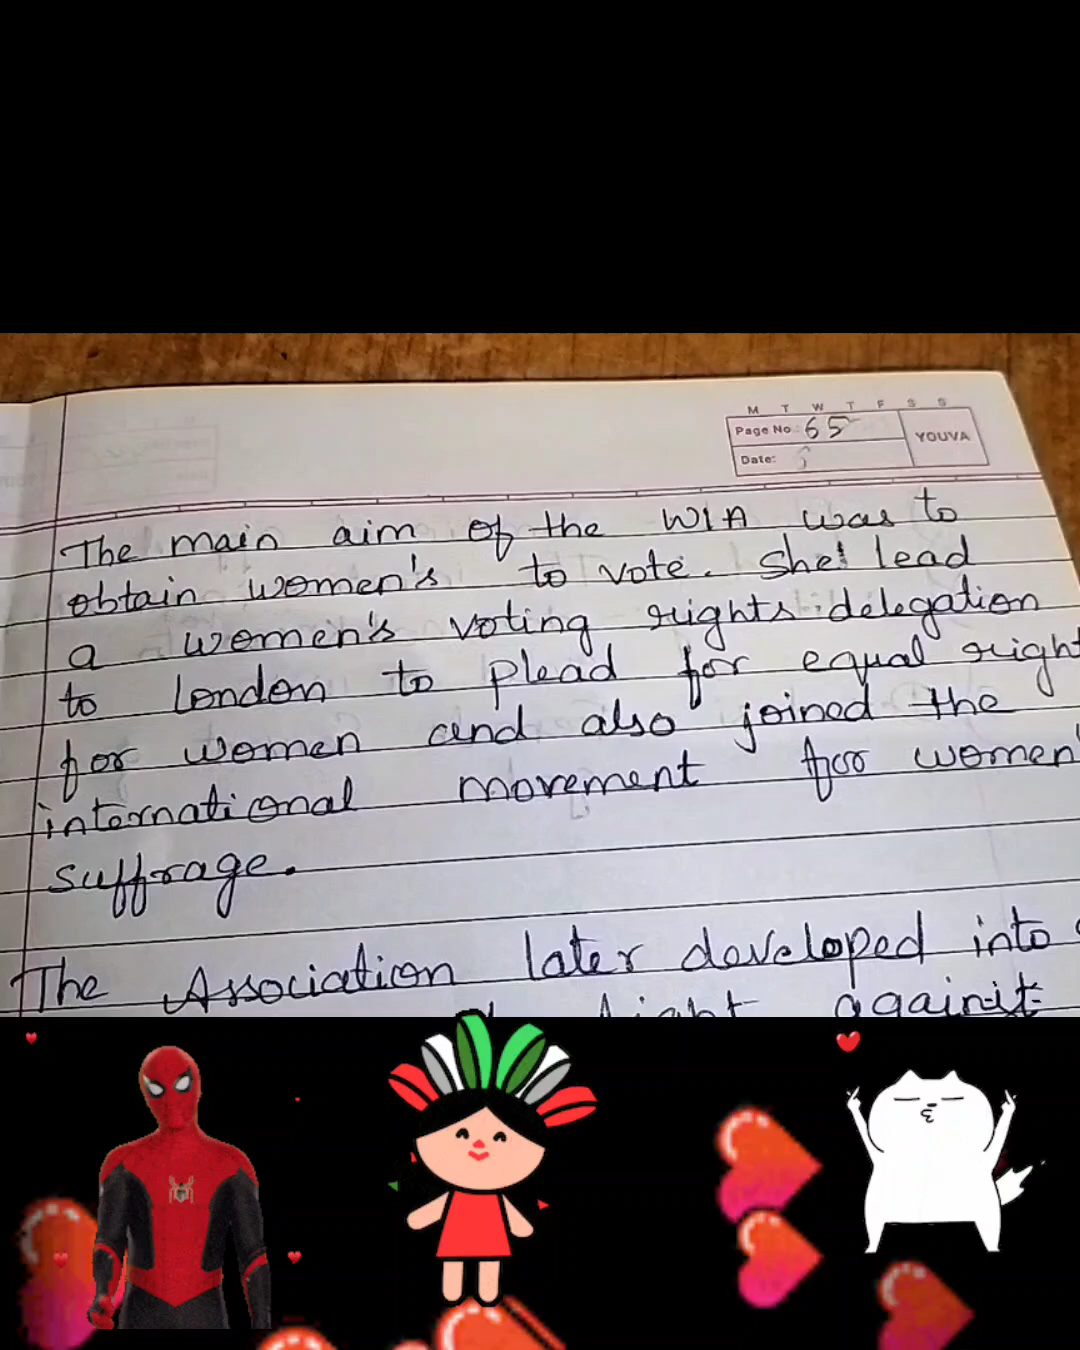 M T W T F S S
Page No 65
YOUVA
Date:
The main aim of the WIA was to
obtain women's to vote. She lead
a women's voting rights delegation
to london to plead for equal right
for women and also joined the
international movement for women'
suffrage.
The Association later developed into
against